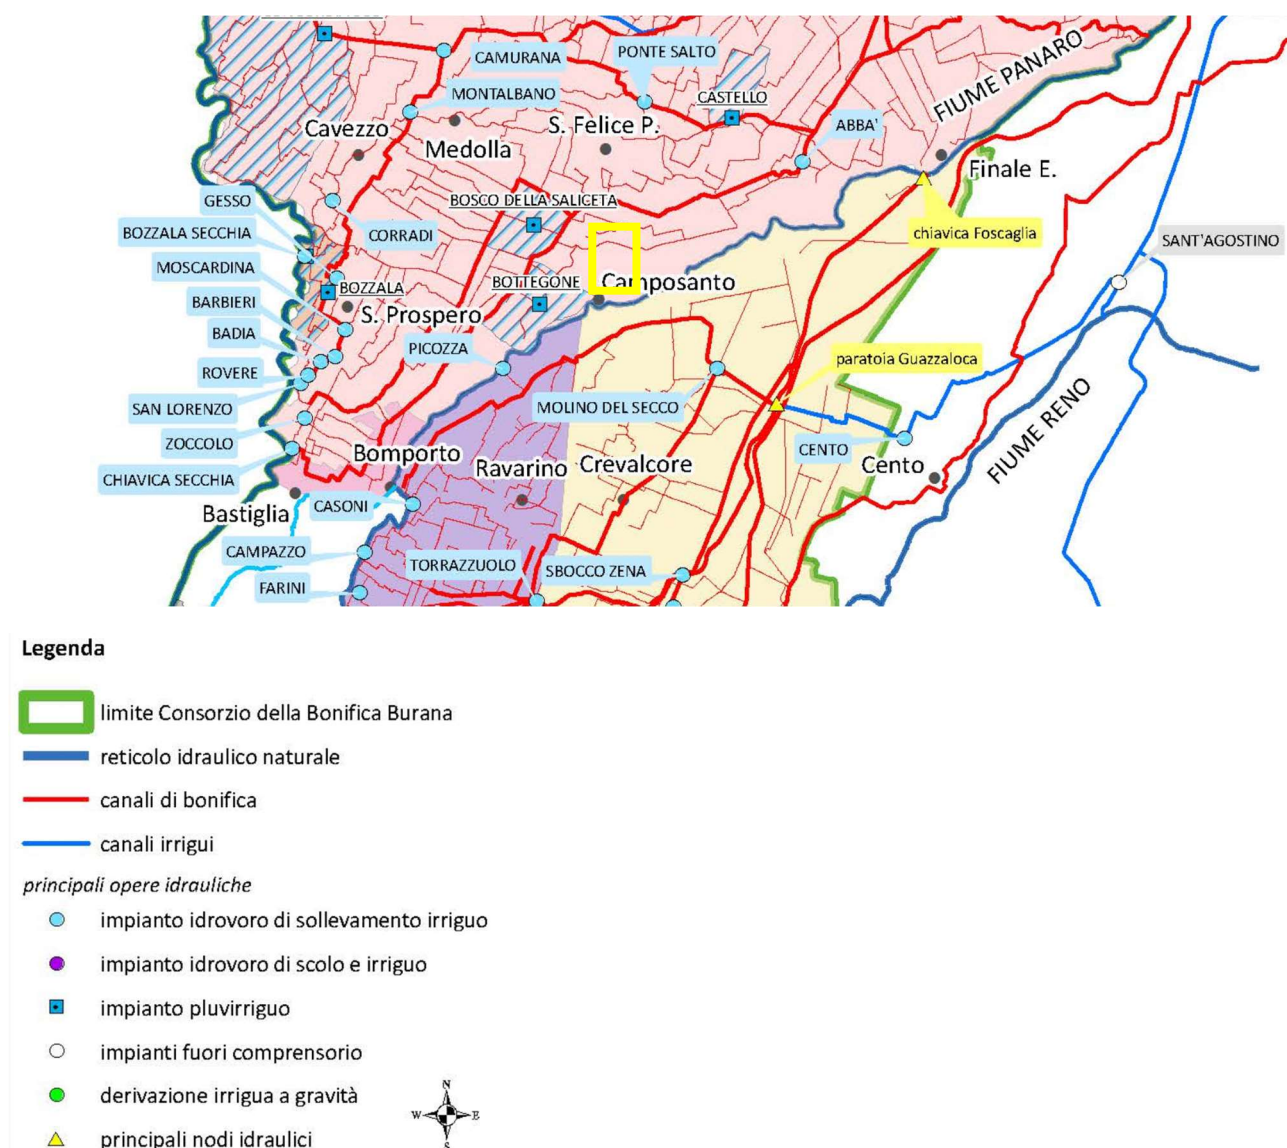 CAMURANA
PONTE SALTO
MONTALBANO
CASTELLO
FIUME PANARO
Cavezzo
Medolla
S. Felice P.
ABBA'
Finale E.
GESSO
BOSCO DELLA SALICETA
BOZZALA SECCHIA
CORRADI
chiavica Foscaglia
SANT'AGOSTINO
MOSCARDINA
BOZZALA
BOTTEGONE
Camposanto
BARBIERI
S. Prospero
BADIA
PICOZZA
paratoia Guazzaloca
ROVERE
SAN LORENZO
MOLINO DEL SECCO
FIUME RENO
ZOCCOLO
CENTO
Cento
Bomporto
Ravarino
Crevalcore
CHIAVICA SECCHIA
Bastiglia
CASONI
CAMPAZZO
TORRAZZUOLO
SBOCCO ZENA
FARINI
Legenda
limite Consorzio della Bonifica Burana
reticolo idraulico naturale
canali di bonifica
canali irrigui
principali opere idrauliche
impianto idrovoro di sollevamento irriguo
impianto idrovoro di scolo e irriguo
impianto pluvirriguo
impianti fuori comprensorio
derivazione irrigua a gravità
principali nodi idraulici
N
W E
S